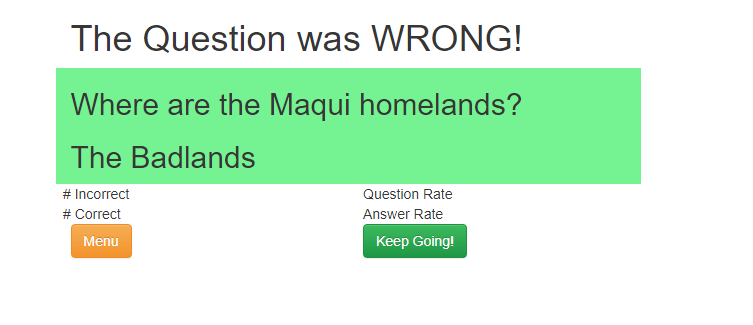 The Question was WRONG!
Where are the Maqui homelands?
The Badlands
# Incorrect Question Rate
# Correct Answer Rate
Menu Keep Going!